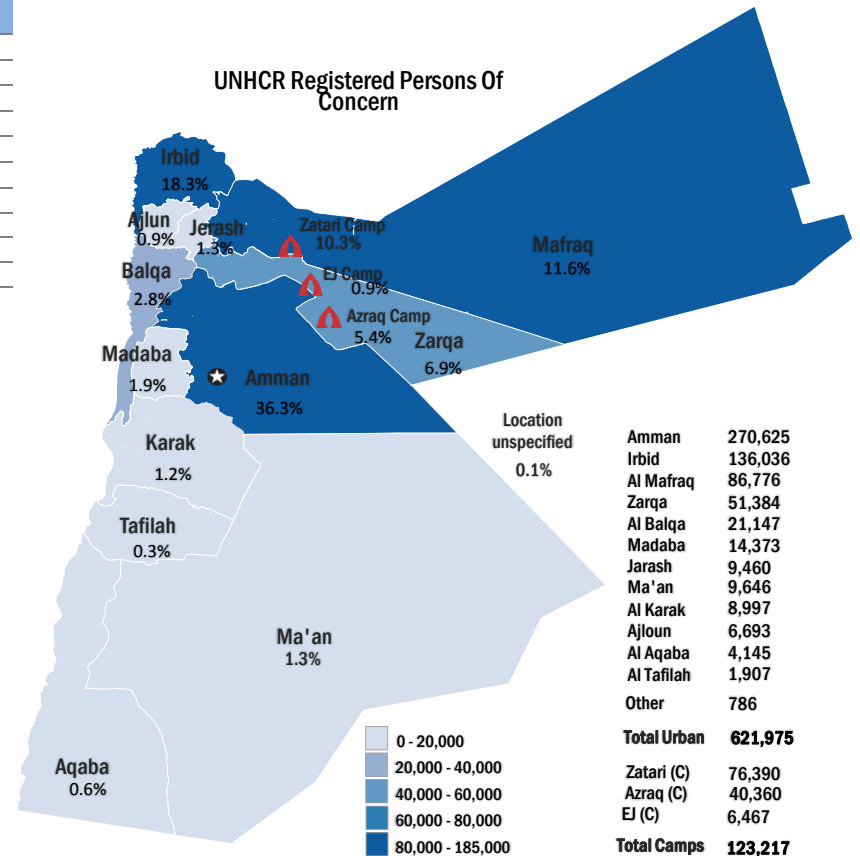 UNHCR Registered Persons Of
Concern
Irbid
18.3%
Ajlun
0.9%
Jerash
1.3%
Zatari Camp
10.3%
Mafraq
11.6%
Balqa
2.8%
EJ Camp
0.9%
Azraq Camp
5.4%
Zarqa
6.9%
Madaba
1.9%
Amman
36.3%
Location
unspecified
0.1%
Karak
1.2%
Tafilah
0.3%
Ma'an
1.3%
Aqaba
0.6%
0 - 20,000
20,000 - 40,000
40,000 - 60,000
60,000 - 80,000
80,000 - 185,000
Amman 270,625
Irbid 136,036
Al Mafraq 86,776
Zarqa 51,384
Al Balqa 21,147
Madaba 14,373
Jarash 9,460
Ma'an 9,646
Al Karak 8,997
Ajloun 6,693
Al Aqaba 4,145
Al Tafilah 1,907
Other 786
Total Urban 621,975
Zatari (C) 76,390
Azraq (C) 40,360
EJ (C) 6,467
Total Camps 123,217